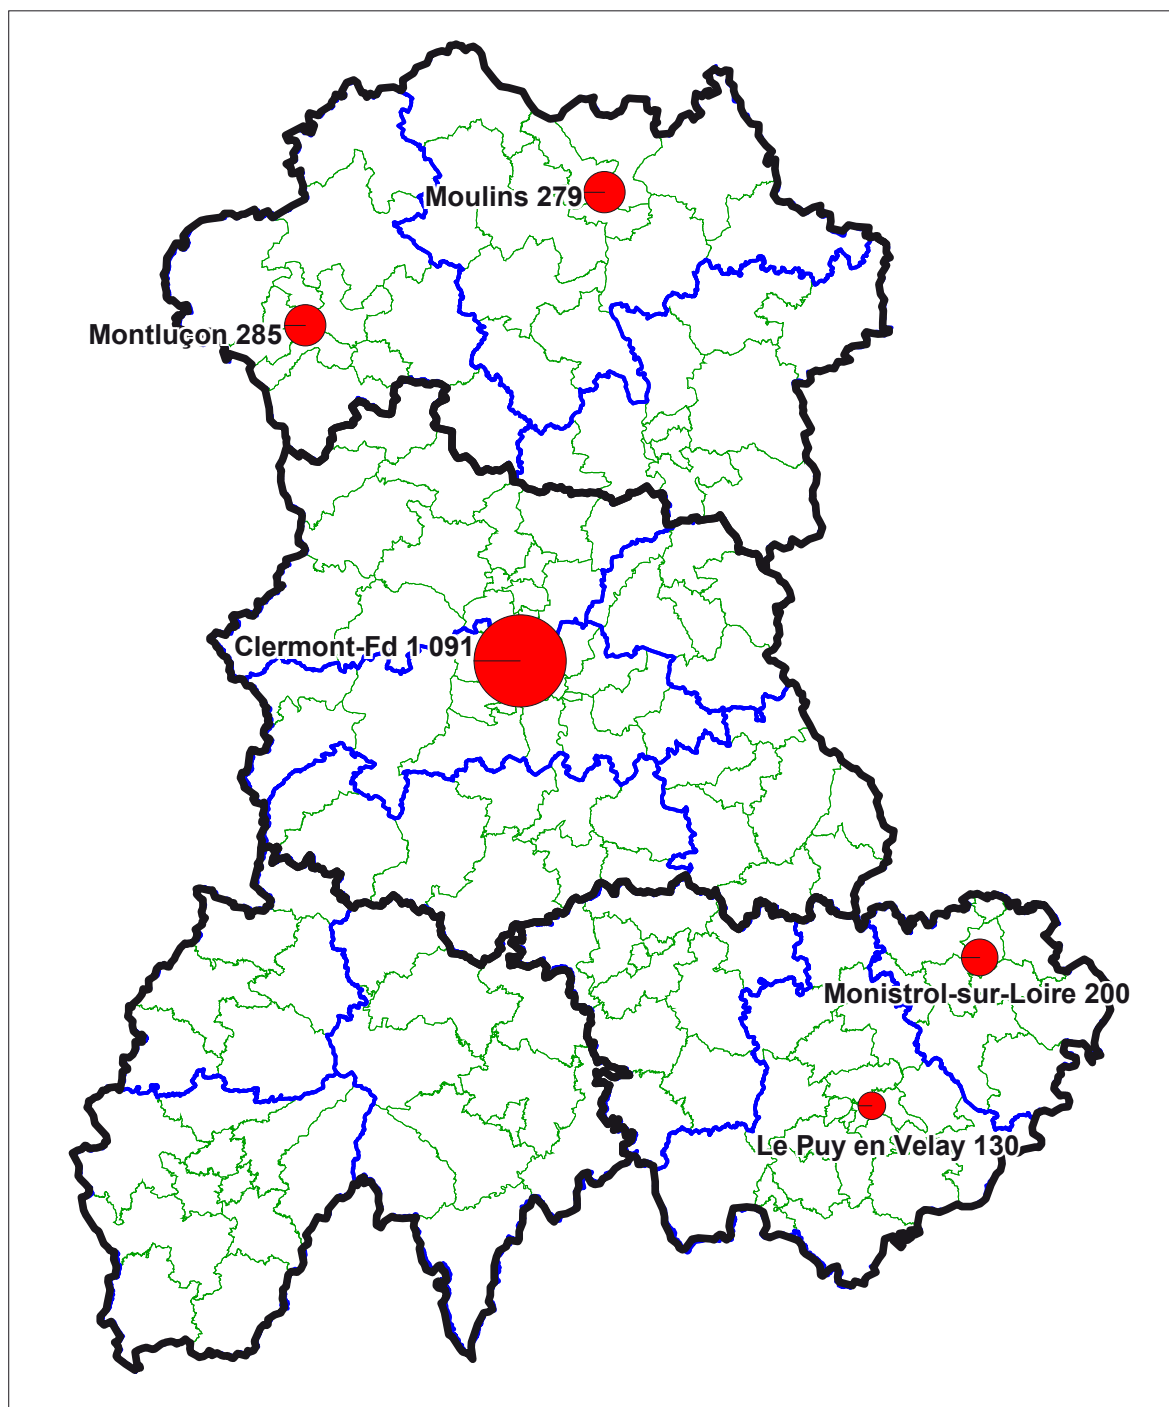 Moulins 279
Montluçon 285
Clermont-Fd 1 091
Monistrol-sur-Loire 200
Le Puy en Velay 130